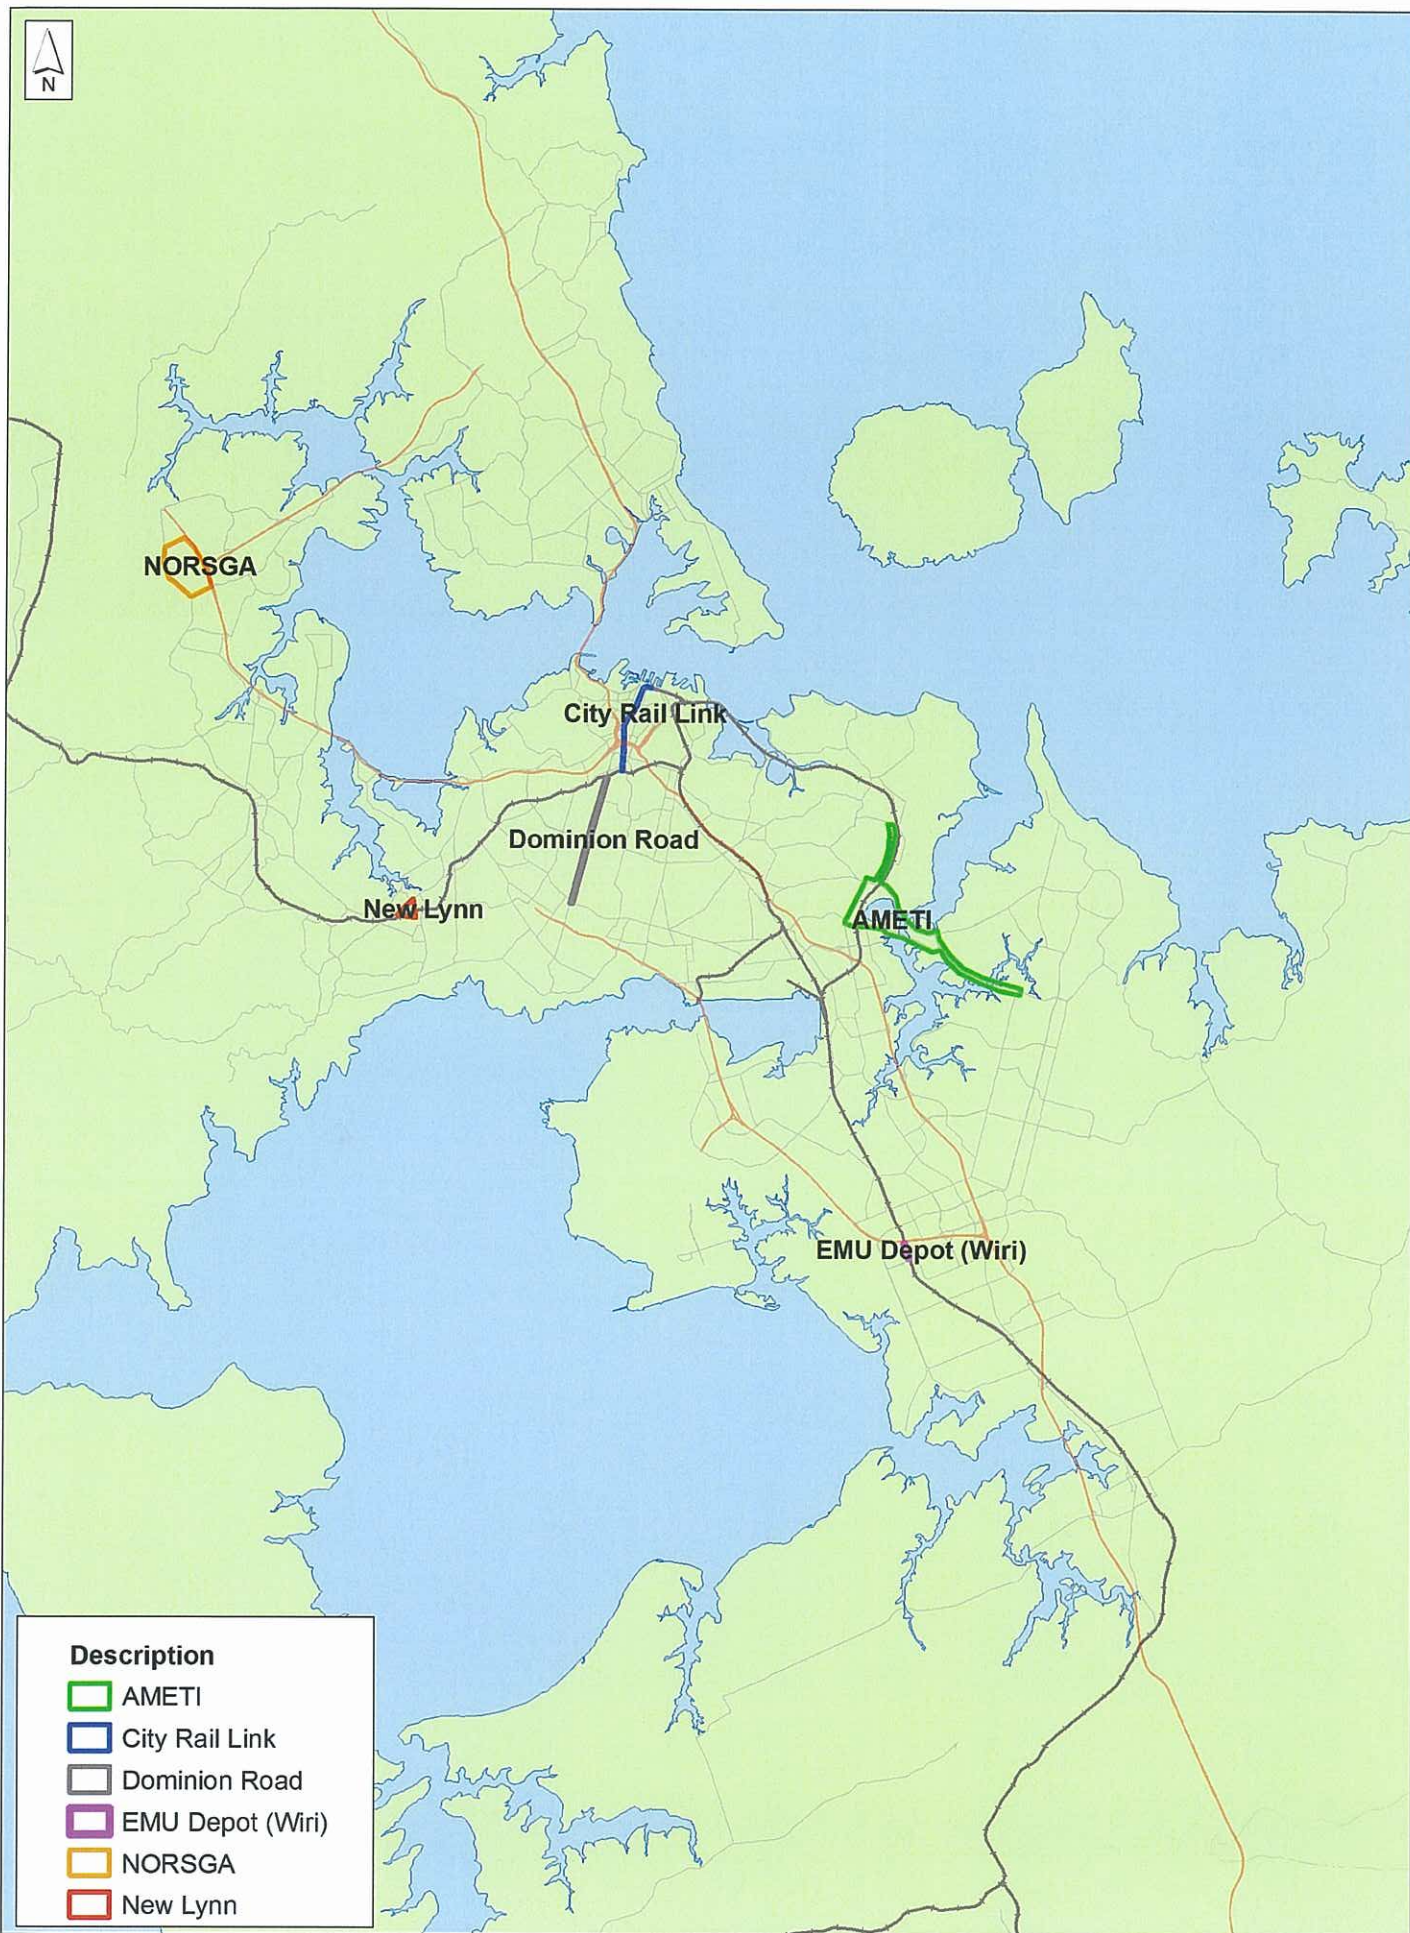 N
NORSGA
City Rail Link
Dominion Road
New Lynn
AMETI
EMU Depot (Wiri)
Description
AMETI
City Rail Link
Dominion Road
EMU Depot (Wiri)
NORSGA
New Lynn